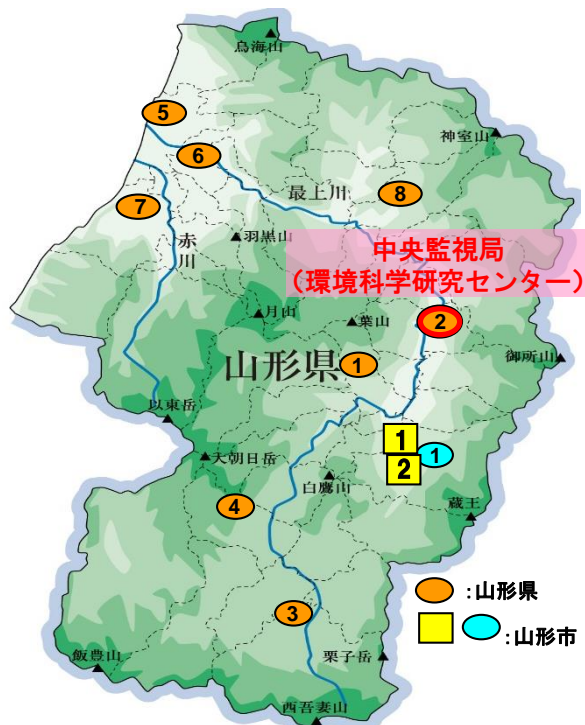 鳥海山
5
神室山
6
8
最上川
7
赤川
羽黒山
中央監視局
（環境科学研究センター）
月山
葉山
2
御所山
山形県
1
以東岳
1
1
大朝日岳
2
白鷹山
4
蔵王
:山形県
3
:山形市
飯豊山
栗子岳
西吾妻山